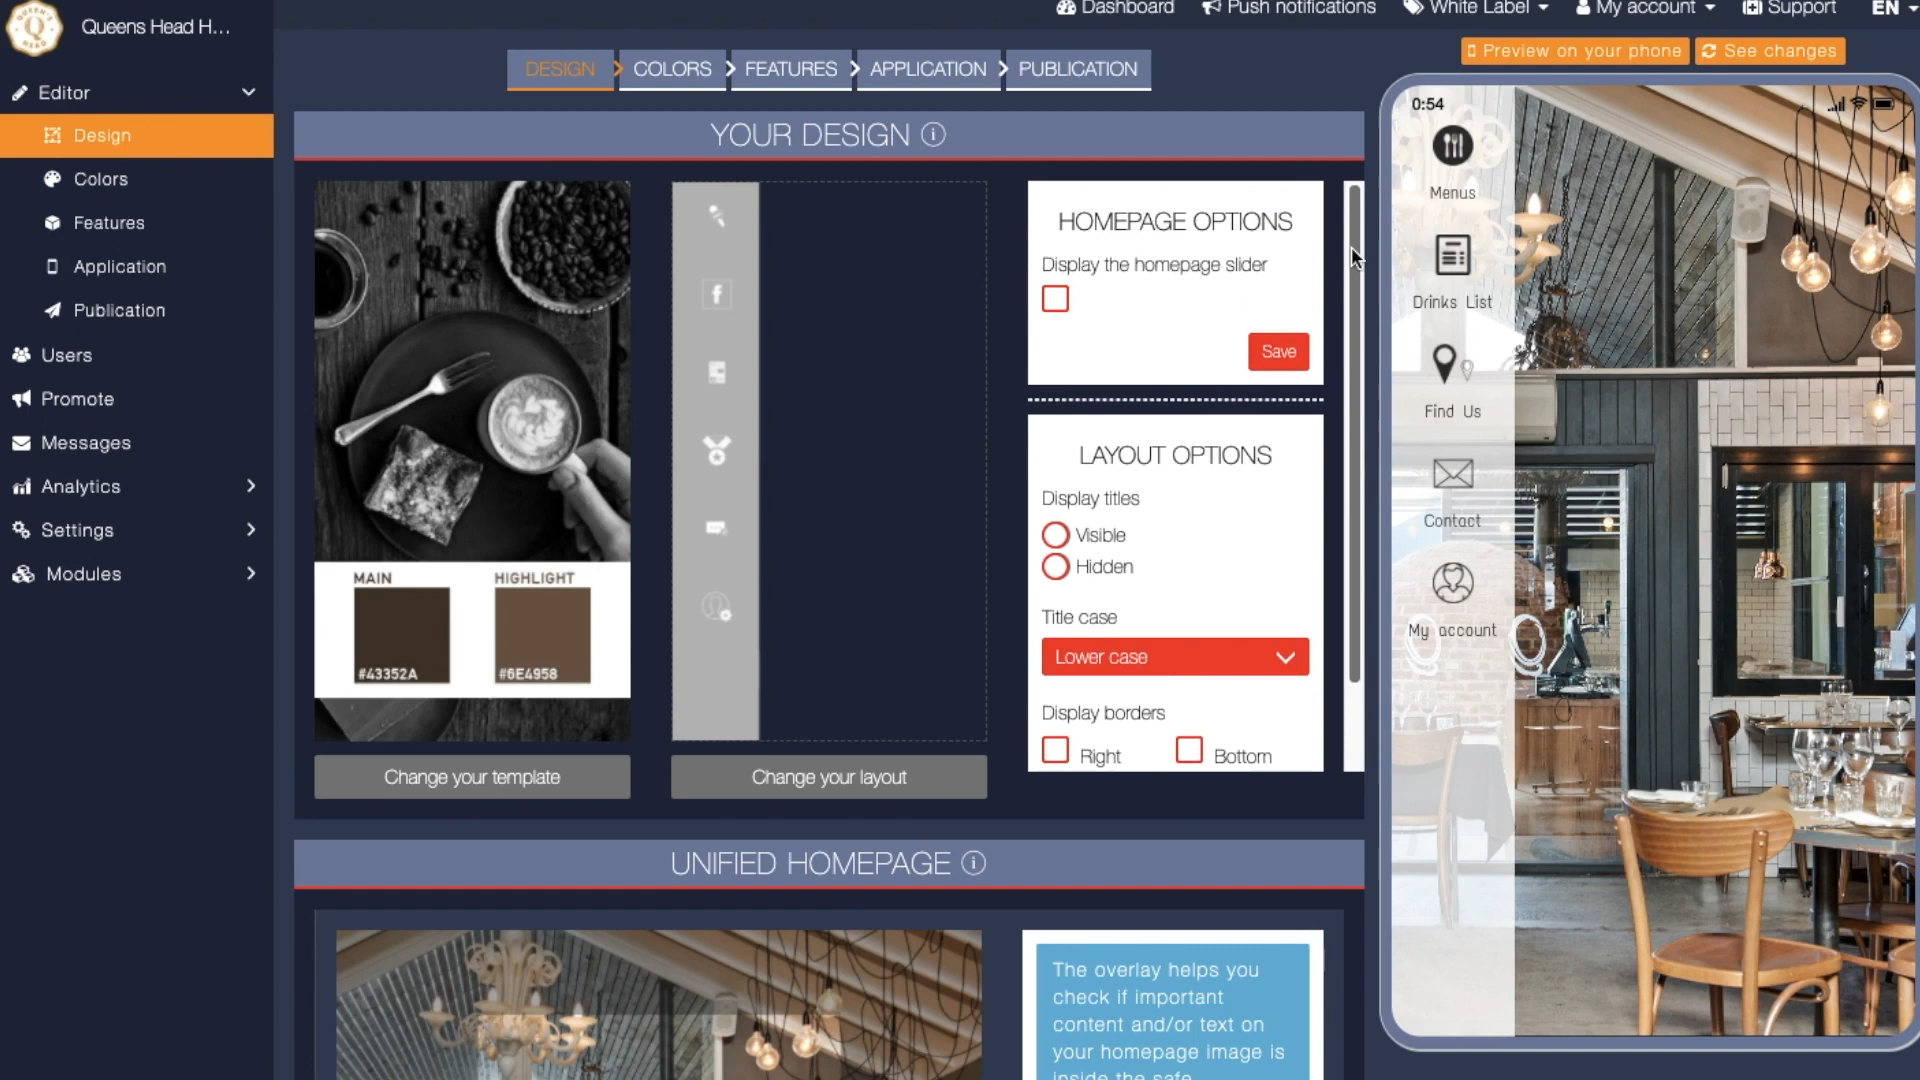 Queens Head H...
Dashboard
Push notifications
White Label
My account
Support
EN
Preview on your phone
See changes
Editor
Design
Colors
Features
Application
Publication
Users
Promote
Messages
Analytics
Settings
Modules
DESIGN
COLORS
FEATURES
APPLICATION
PUBLICATION
YOUR DESIGN
MAIN
HIGHLIGHT
#43352A
#6E4958
Change your template
Change your layout
HOMEPAGE OPTIONS
Display the homepage slider
Save
LAYOUT OPTIONS
Display titles
Visible
Hidden
Title case
Lower case
Display borders
Right
Bottom
UNIFIED HOMEPAGE
The overlay helps you
check if important
content and/or text on
your homepage image is
inside the safe
0:54
Menus
Drinks List
Find Us
Contact
My account